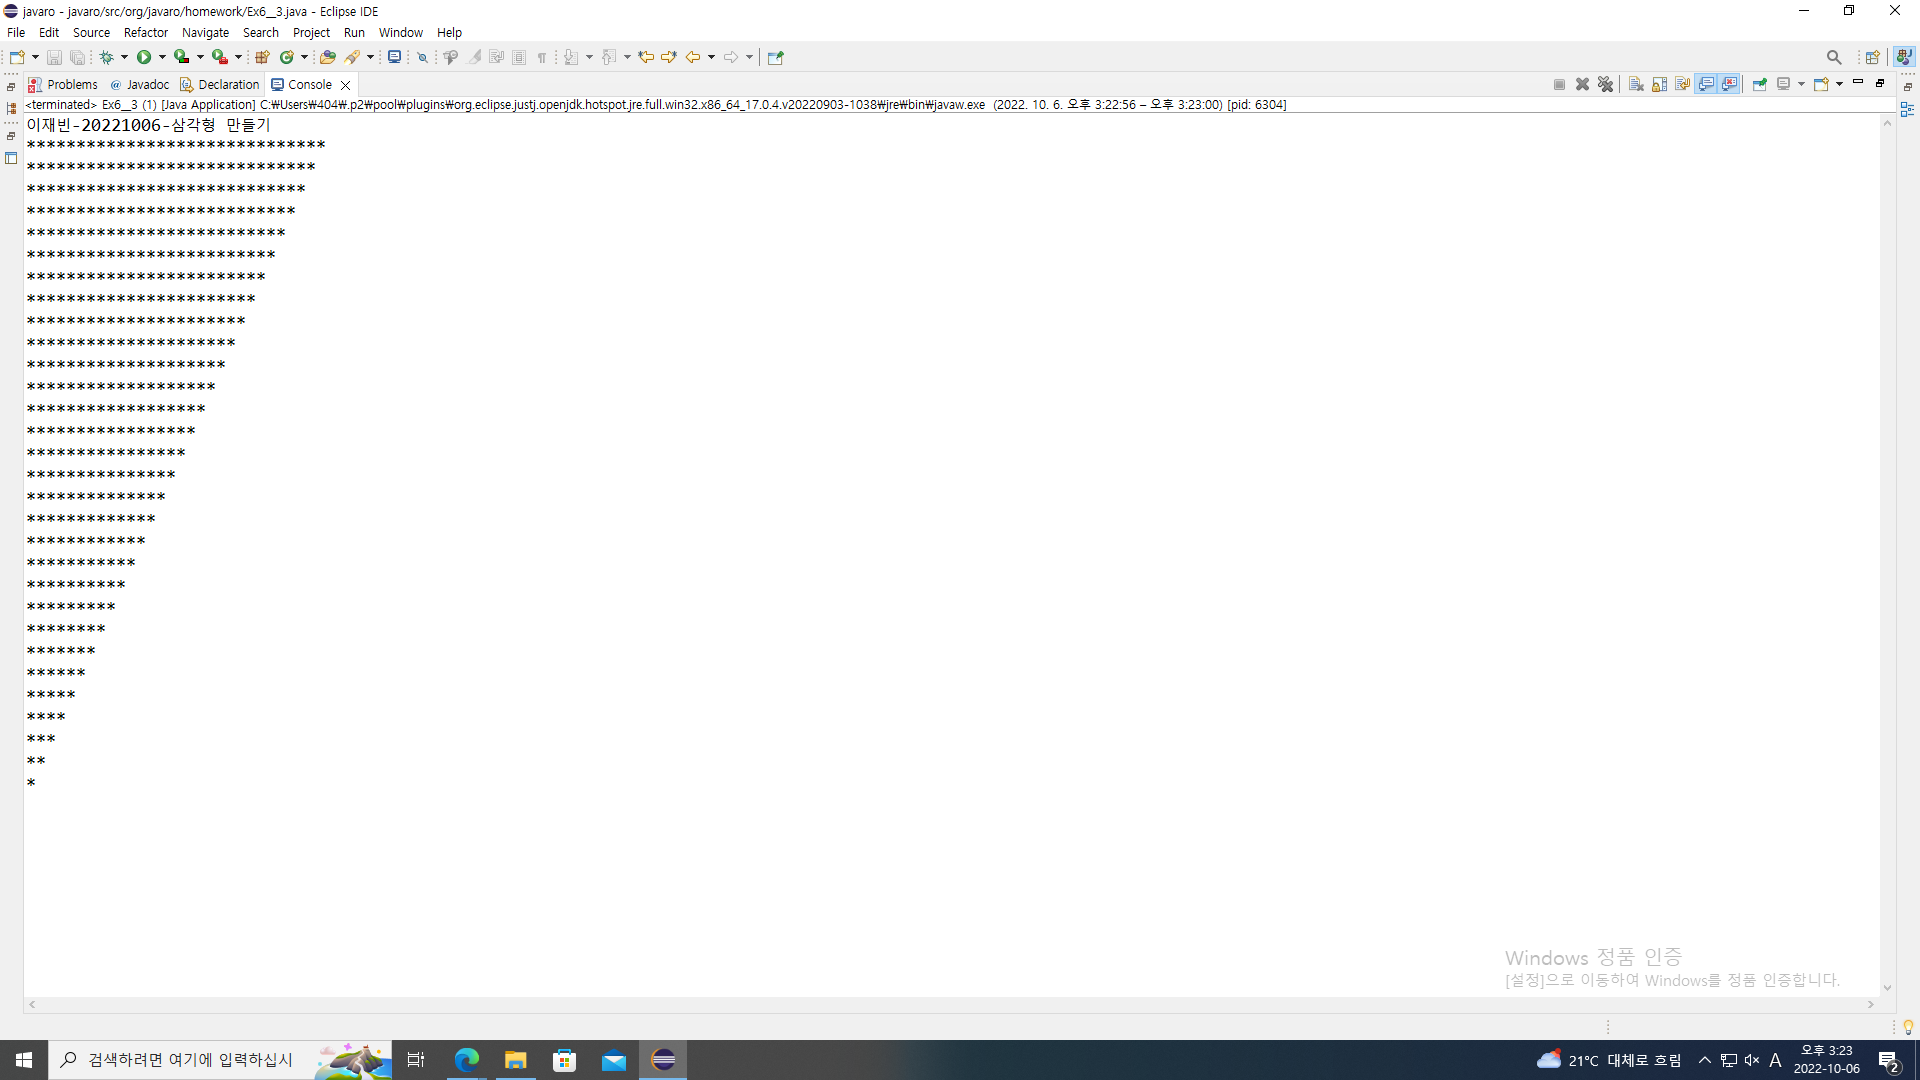 javaro - javaro/src/org/javaro/homework/Ex6__3.java - Eclipse IDE
File Edit Source Refactor Navigate Search Project Run Window Help
Problems @ Javadoc Declaration Console
<terminated> Ex6__3 (1) [Java Application] C:₩Users₩404₩.p2₩pool₩plugins₩org.eclipse.justj.openjdk.hotspot.jre.full.win32.x86_64_17.0.4.v20220903-1038₩jre₩bin₩javaw.exe (2022. 10. 6. 오후 3:22:56 – 오후 3:23:00) [pid: 6304]
이재빈-20221006-삼각형 만들기
******************************
*****************************
****************************
***************************
**************************
*************************
************************
***********************
**********************
*********************
********************
*******************
******************
*****************
****************
***************
**************
*************
************
***********
**********
*********
********
*******
******
*****
****
***
**
*
Windows 정품 인증
[설정]으로 이동하여 Windows를 정품 인증합니다.
검색하려면 여기에 입력하십시
21°C 대체로 흐림
A
오후 3:23
2022-10-06
2